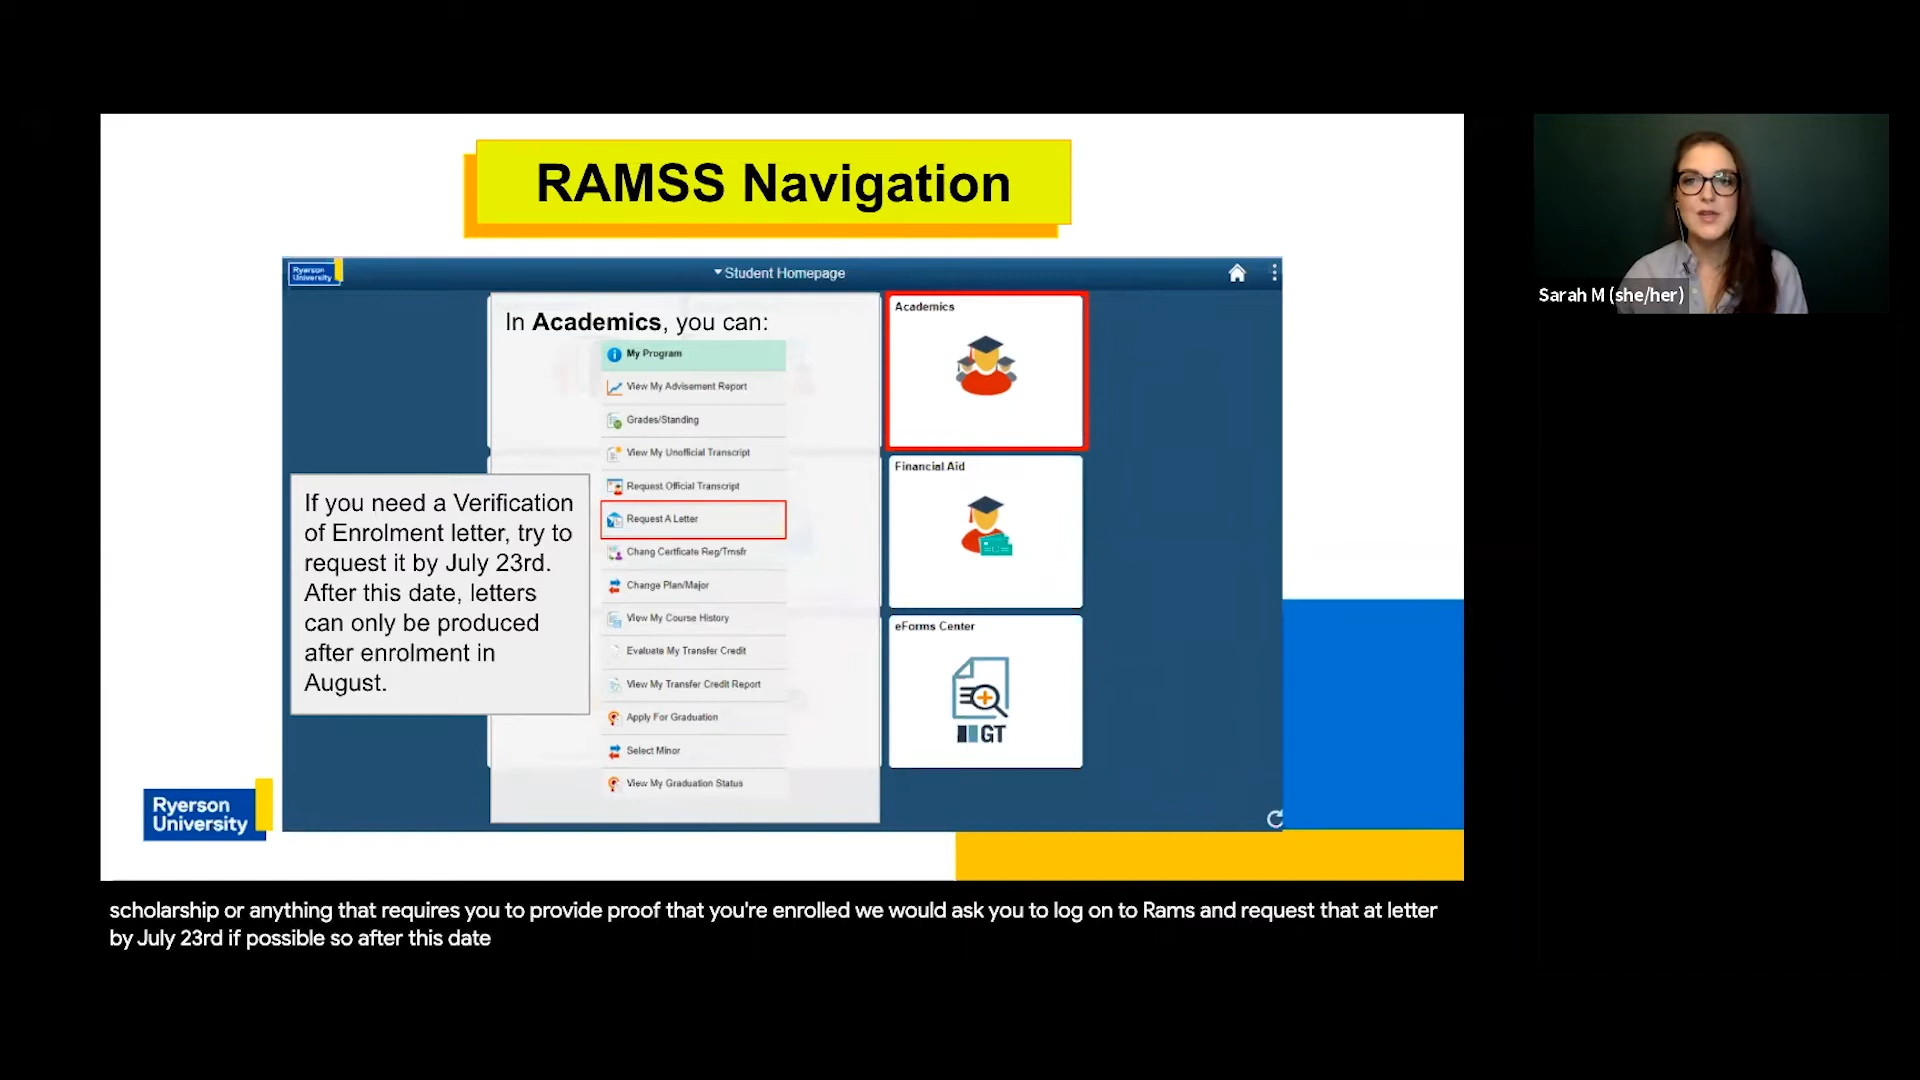 RAMSS Navigation
Ryerson
University
Student Homepage
In Academics, you can:
My Program
View My Advisement Report
Grades/Standing
View My Unofficial Transcript
Request Official Transcript
Request A Letter
Chang Certficate Reg/Trnsfr
Change Plan/Major
View My Course History
Evaluate My Transfer Credit
View My Transfer Credit Report
Apply For Graduation
Select Minor
View My Graduation Status
If you need a Verification
of Enrolment letter, try to
request it by July 23rd.
After this date, letters
can only be produced
after enrolment in
August.
Academics
Financial Aid
eForms Center
GT
Ryerson
University
Sarah M (she/her)
scholarship or anything that requires you to provide proof that you're enrolled we would ask you to log on to Rams and request that at letter
by July 23rd if possible so after this date